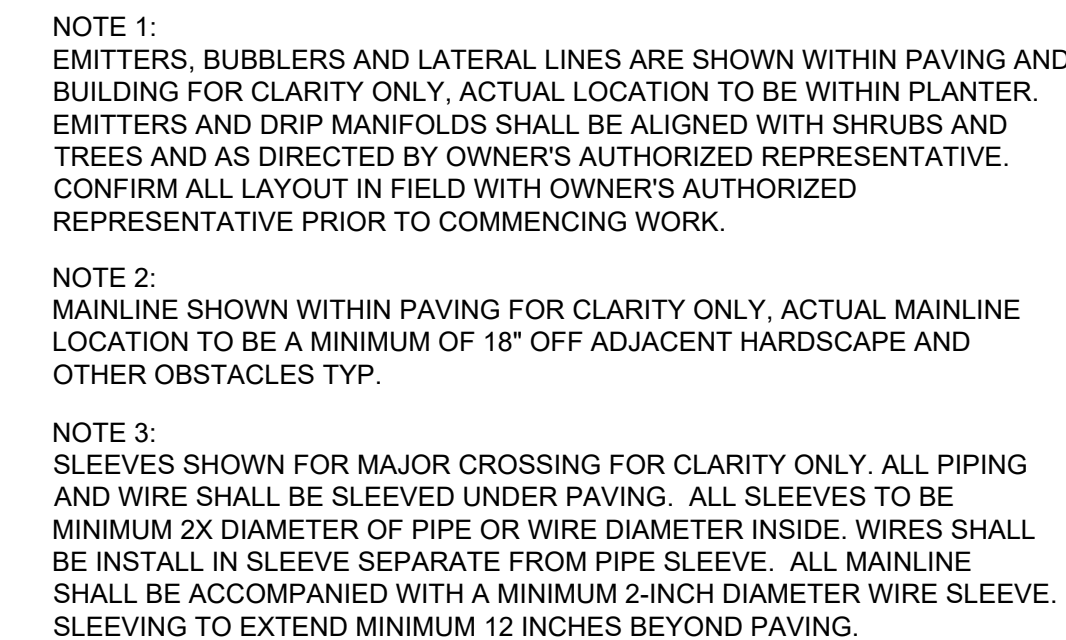 NOTE 1:
EMITTERS, BUBBLERS AND LATERAL LINES ARE SHOWN WITHIN PAVING AND
BUILDING FOR CLARITY ONLY, ACTUAL LOCATION TO BE WITHIN PLANTER.
EMITTERS AND DRIP MANIFOLDS SHALL BE ALIGNED WITH SHRUBS AND
TREES AND AS DIRECTED BY OWNER'S AUTHORIZED REPRESENTATIVE.
CONFIRM ALL LAYOUT IN FIELD WITH OWNER'S AUTHORIZED
REPRESENTATIVE PRIOR TO COMMENCING WORK.
NOTE 2:
MAINLINE SHOWN WITHIN PAVING FOR CLARITY ONLY, ACTUAL MAINLINE
LOCATION TO BE A MINIMUM OF 18" OFF ADJACENT HARDSCAPE AND
OTHER OBSTACLES TYP.
NOTE 3:
SLEEVES SHOWN FOR MAJOR CROSSING FOR CLARITY ONLY. ALL PIPING
AND WIRE SHALL BE SLEEVED UNDER PAVING. ALL SLEEVES TO BE
MINIMUM 2X DIAMETER OF PIPE OR WIRE DIAMETER INSIDE. WIRES SHALL
BE INSTALL IN SLEEVE SEPARATE FROM PIPE SLEEVE. ALL MAINLINE
SHALL BE ACCOMPANIED WITH A MINIMUM 2-INCH DIAMETER WIRE SLEEVE.
SLEEVING TO EXTEND MINIMUM 12 INCHES BEYOND PAVING.